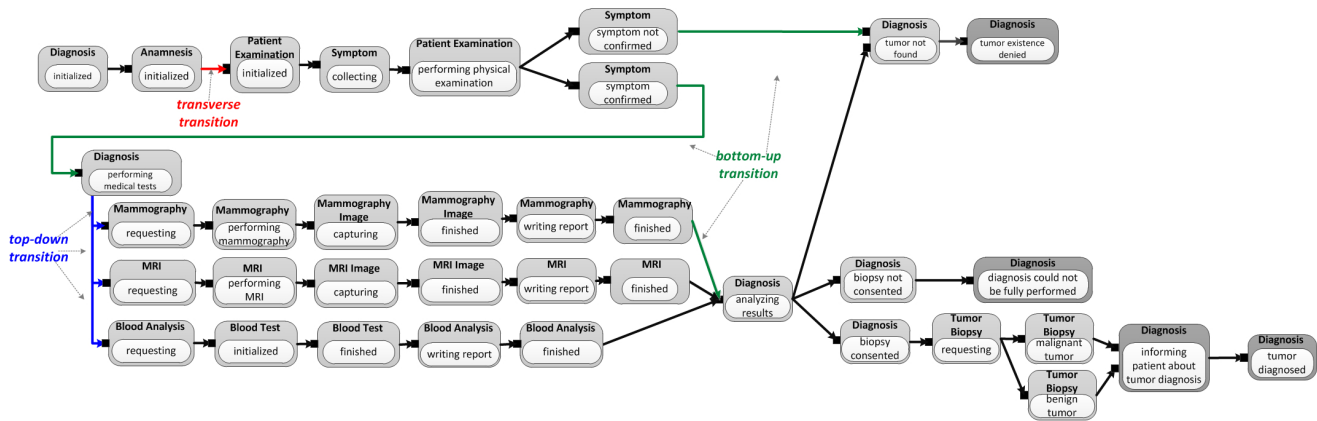 Diagnosis
initialized
Anamnesis
initialized
Patient
Examination
initialized
Symptom
collecting
Patient Examination
performing physical
examination
Symptom
symptom not
confirmed
Symptom
symptom
confirmed
Diagnosis
tumor not
found
Diagnosis
tumor existence
denied
transverse
transition
bottom-up
transition
Diagnosis
performing
medical tests
top-down
transition
Mammography
requesting
Mammography
performing
mammography
Mammography
Image
capturing
Mammography
Image
finished
Mammography
writing report
Mammography
finished
MRI
requesting
MRI
performing
MRI
MRI Image
capturing
MRI Image
finished
MRI
writing report
MRI
finished
Blood Analysis
requesting
Blood Test
initialized
Blood Test
finished
Blood Analysis
writing report
Blood Analysis
finished
Diagnosis
analyzing
results
Diagnosis
biopsy not
consented
Diagnosis
diagnosis could not
be fully performed
Diagnosis
biopsy
consented
Tumor
Biopsy
requesting
Tumor
Biopsy
malignant
tumor
Tumor
Biopsy
benign
tumor
Diagnosis
informing
patient about
tumor diagnosis
Diagnosis
tumor
diagnosed